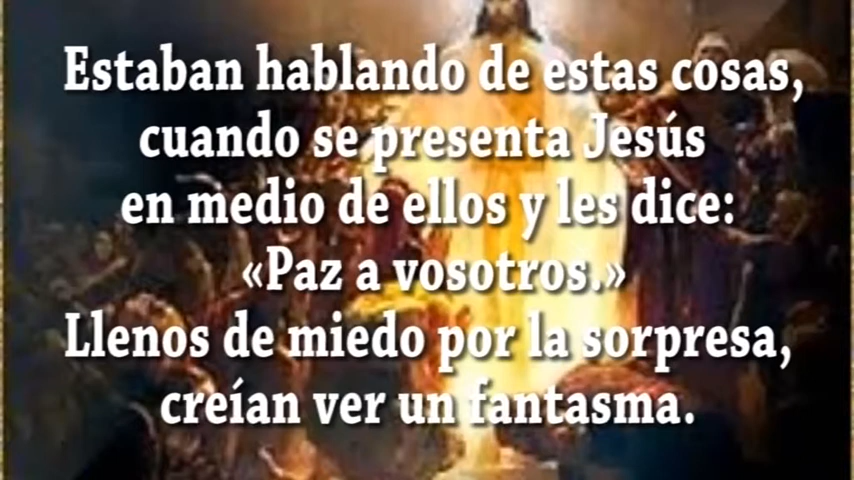 Estaban hablando de estas cosas,
cuando se presenta Jesús
en medio de ellos y les dice:
«Paz a vosotros.»
Llenos de miedo por la sorpresa,
creían ver un fantasma.